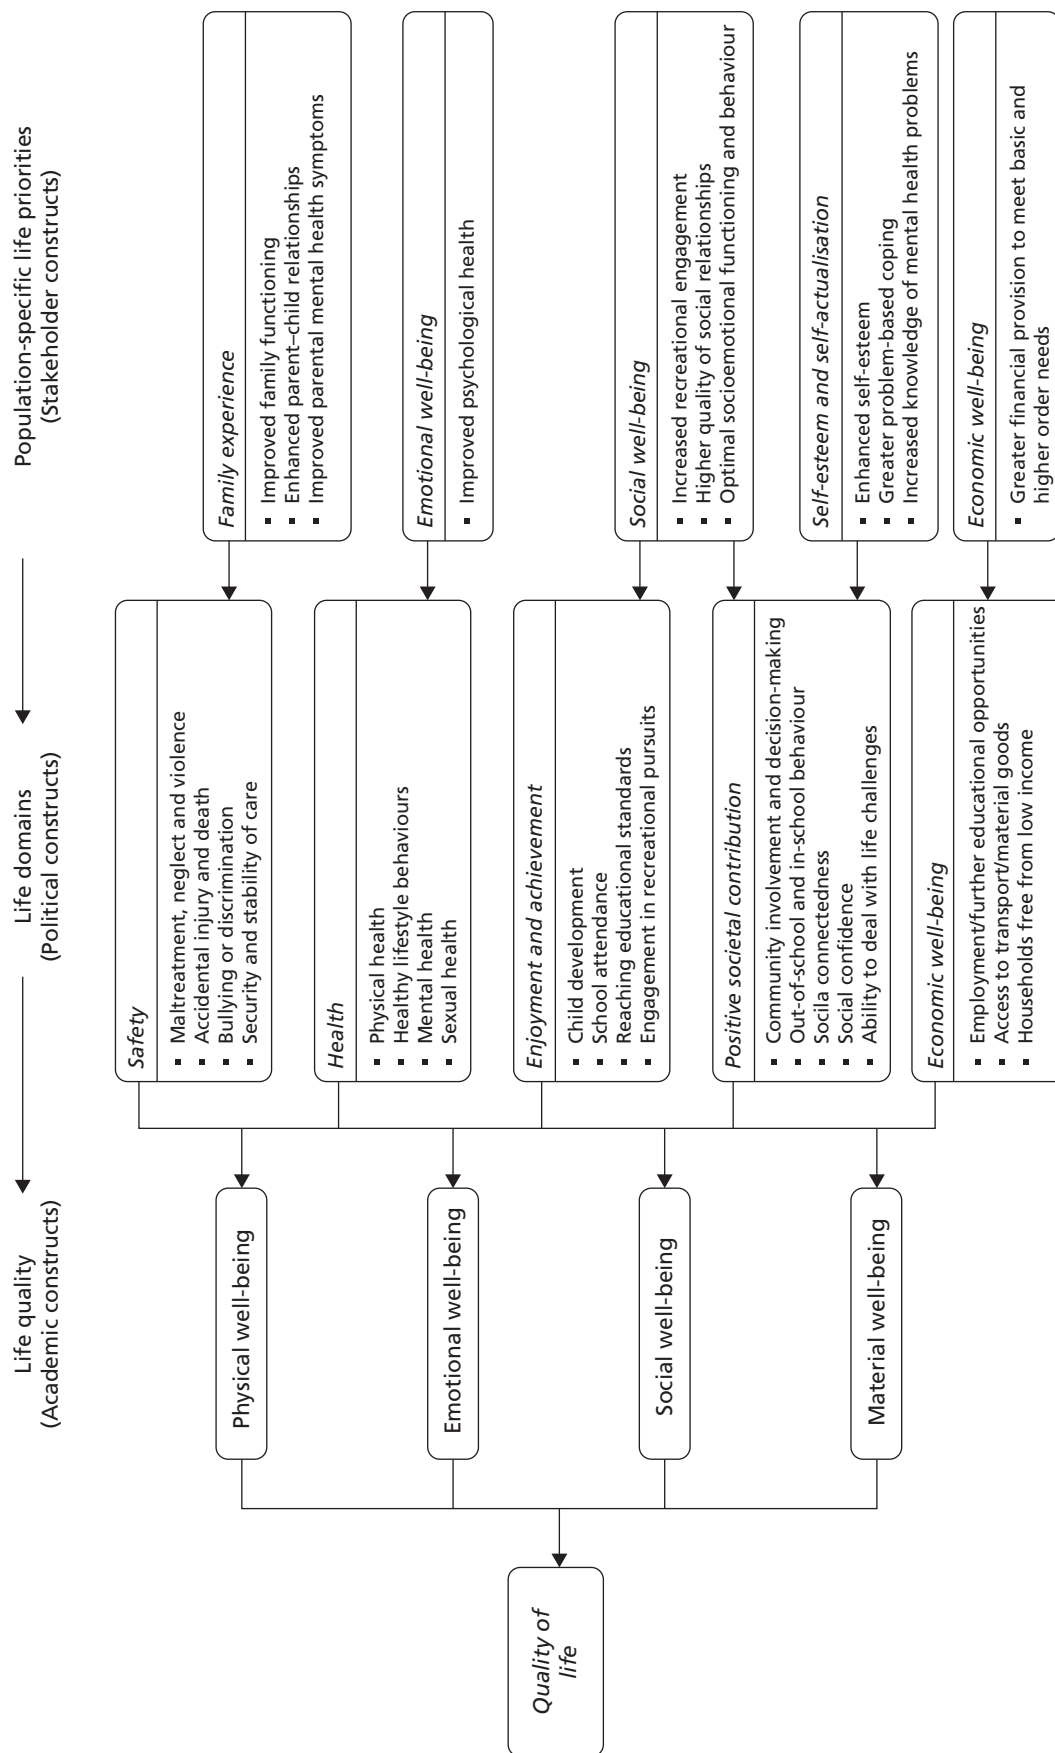 Life quality
(Academic constructs)
Life domains
(Political constructs)
Population-specific life priorities
(Stakeholder constructs)
Quality of
life
Physical well-being
Emotional well-being
Social well-being
Material well-being
Safety
▪ Maltreatment, neglect and violence
▪ Accidental injury and death
▪ Bullying or discrimination
▪ Security and stability of care
Health
▪ Physical health
▪ Healthy lifestyle behaviours
▪ Mental health
▪ Sexual health
Enjoyment and achievement
▪ Child development
▪ School attendance
▪ Reaching educational standards
▪ Engagement in recreational pursuits
Positive societal contribution
▪ Community involvement and decision-making
▪ Out-of-school and in-school behaviour
▪ Socila connectedness
▪ Social confidence
▪ Ability to deal with life challenges
Economic well-being
▪ Employment/further educational opportunities
▪ Access to transport/material goods
▪ Households free from low income
Family experience
▪ Improved family functioning
▪ Enhanced parent–child relationships
▪ Improved parental mental health symptoms
Emotional well-being
▪ Improved psychological health
Social well-being
▪ Increased recreational engagement
▪ Higher quality of social relationships
▪ Optimal socioemotional functioning and behaviour
Self-esteem and self-actualisation
▪ Enhanced self-esteem
▪ Greater problem-based coping
▪ Increased knowledge of mental health problems
Economic well-being
▪ Greater financial provision to meet basic and
higher order needs